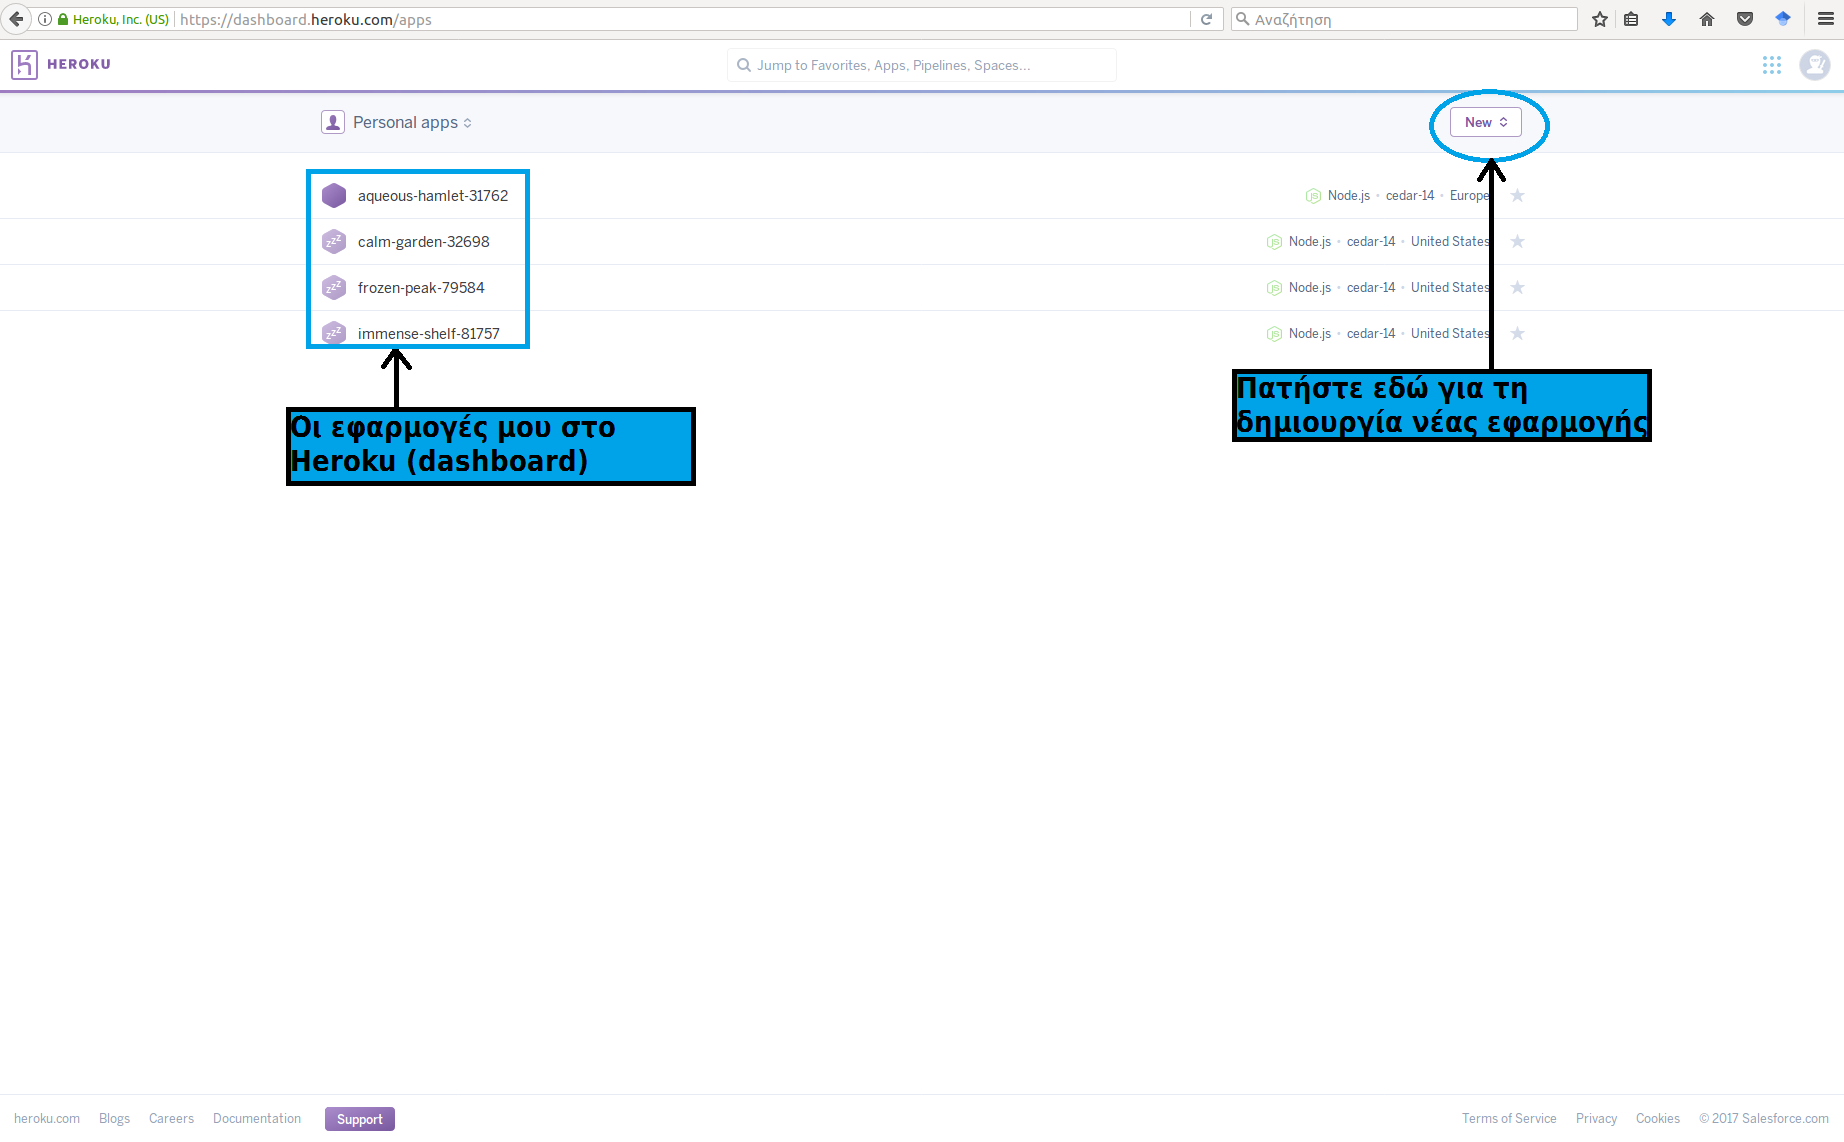 Heroku, Inc. (US) https://dashboard.heroku.com/apps Αναζήτηση
HEROKU Jump to Favorites, Apps, Pipelines, Spaces...
Personal apps New
aqueous-hamlet-31762 Node.js • cedar-14 • Europe
calm-garden-32698 Node.js • cedar-14 • United States
frozen-peak-79584 Node.js • cedar-14 • United States
immense-shelf-81757 Node.js • cedar-14 • United States
Πατήστε εδώ για τη
δημιουργία νέας εφαρμογής
Οι εφαρμογές μου στο
Heroku (dashboard)
heroku.com Blogs Careers Documentation Support Terms of Service Privacy Cookies © 2017 Salesforce.com